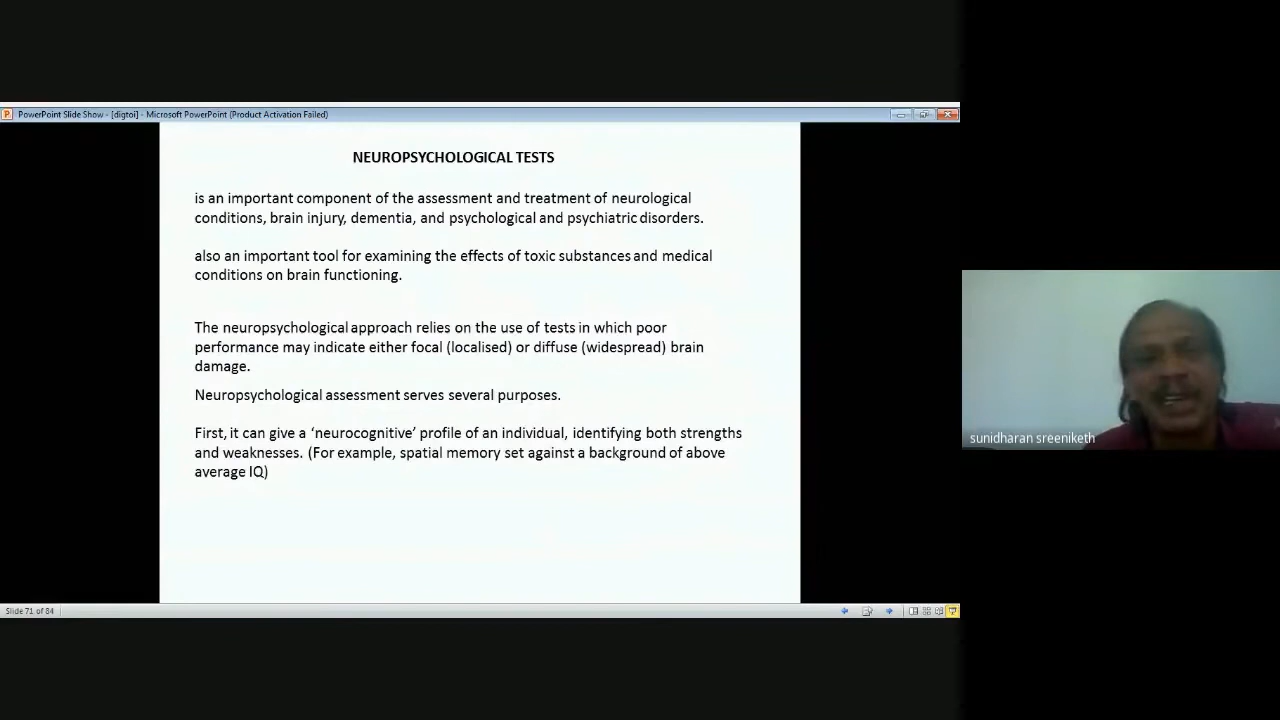 PowerPoint Slide Show - [digtoi] - Microsoft PowerPoint (Product Activation Failed)
NEUROPSYCHOLOGICAL TESTS
is an important component of the assessment and treatment of neurological
conditions, brain injury, dementia, and psychological and psychiatric disorders.
also an important tool for examining the effects of toxic substances and medical
conditions on brain functioning.
The neuropsychological approach relies on the use of tests in which poor
performance may indicate either focal (localised) or diffuse (widespread) brain
damage.
Neuropsychological assessment serves several purposes.
First, it can give a ‘neurocognitive’ profile of an individual, identifying both strengths
and weaknesses. (For example, spatial memory set against a background of above
average IQ)
sunidharan sreeniketh
Slide 71 of 84